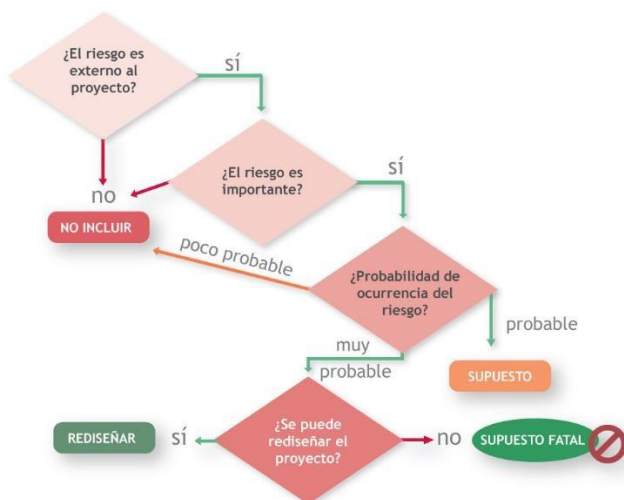 ¿El riesgo es
externo al
proyecto?
sí
¿El riesgo es
importante?
sí
no
NO INCLUIR
poco probable
¿Probabilidad de
ocurrencia del
riesgo?
probable
muy
probable
SUPUESTO
¿Se puede
rediseñar el
proyecto?
REDISEÑAR
sí
no
SUPUESTO FATAL